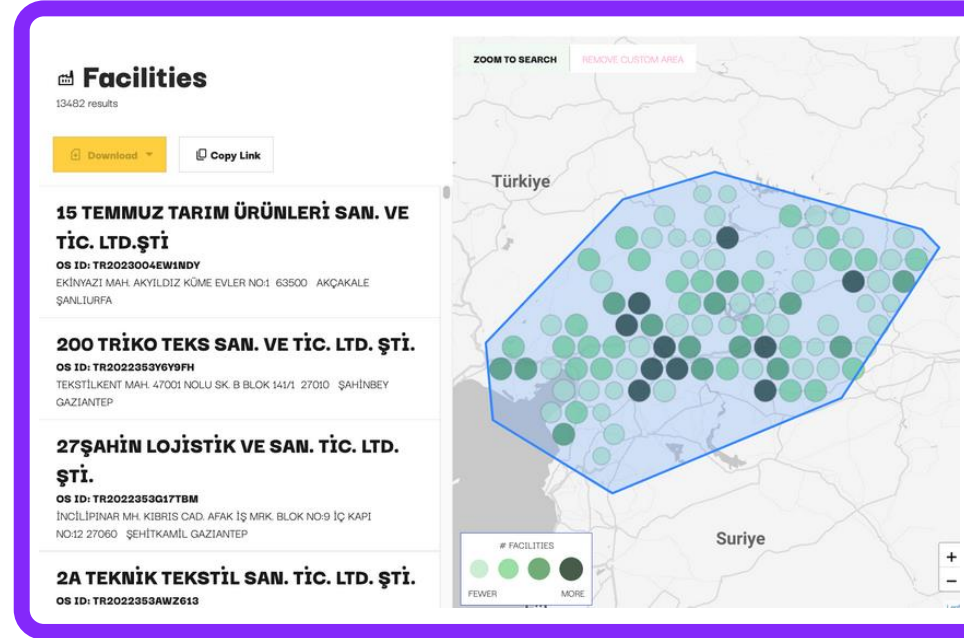 Facilities
13482 results
Download
Copy Link
15 TEMMUZ TARIM ÜRÜNLERİ SAN. VE
TİC. LTD.ŞTİ
OS ID: TR2023004EW1NDY
EKİNYAZI MAH. AKYILDIZ KÜME EVLER NO:1 63500 AKÇAKALE
ŞANLIURFA
200 TRİKO TEKS SAN. VE TİC. LTD. ŞTİ.
OS ID: TR2022353Y6Y9FH
TEKSTİLKENT MAH. 47001 NOLU SK. B BLOK 141/1 27010 ŞAHİNBEY
GAZIANTEP
27ŞAHİN LOJİSTİK VE SAN. TİC. LTD.
ŞTİ.
OS ID: TR2022353G17TBM
İNCİLİPINAR MH. KIBRIS CAD. AFAK İŞ MRK. BLOK NO:9 İÇ KAPI
NO:12 27060 ŞEHİTKAMİL GAZIANTEP
2A TEKNİK TEKSTİL SAN. TİC. LTD. ŞTİ.
OS ID: TR2022353AWZ613
ZOOM TO SEARCH
REMOVE CUSTOM AREA
Türkiye
Suriye
# FACILITIES
FEWER MORE
+
−